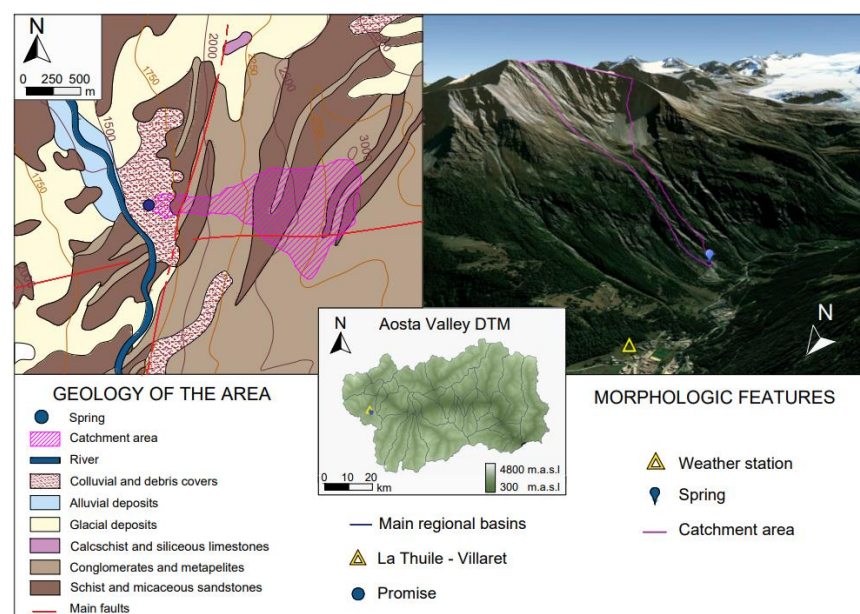 N
0 250 500
m
1750
2000
2250
1500
3000
1750
N
N
Aosta Valley DTM
4800 m.a.s.l
300 m.a.s.l
0 10 20
km
GEOLOGY OF THE AREA
Spring
Catchment area
River
Colluvial and debris covers
Alluvial deposits
Glacial deposits
Calcschist and siliceous limestones
Conglomerates and metapelites
Schist and micaceous sandstones
Main faults
Main regional basins
La Thuile - Villaret
Promise
MORPHOLOGIC FEATURES
Weather station
Spring
Catchment area